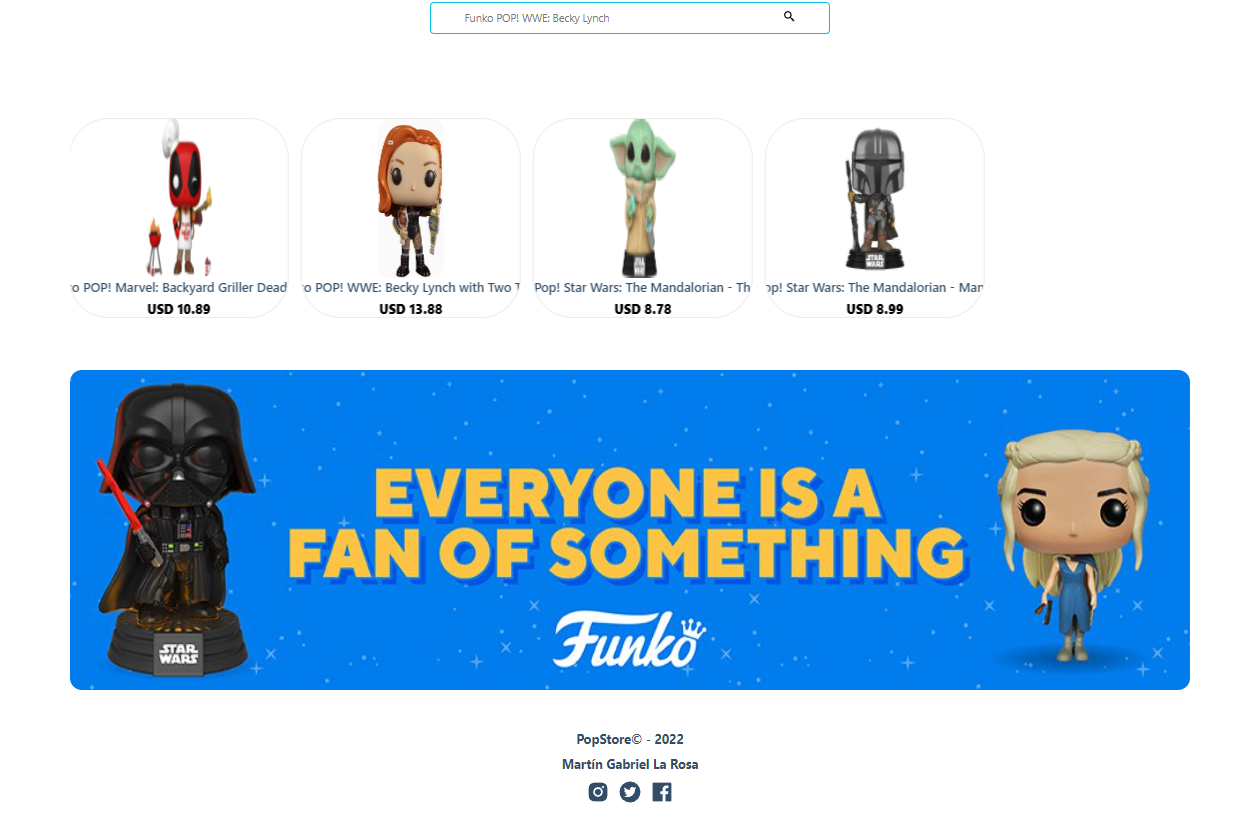 Funko POP! WWE: Becky Lynch
o POP! Marvel: Backyard Griller Dead
USD 10.89
o POP! WWE: Becky Lynch with Two T
USD 13.88
Pop! Star Wars: The Mandalorian - Th
USD 8.78
op! Star Wars: The Mandalorian - Man
USD 8.99
STAR
WARS
EVERYONE IS A
FAN OF SOMETHING
Funko
PopStore© - 2022
Martín Gabriel La Rosa